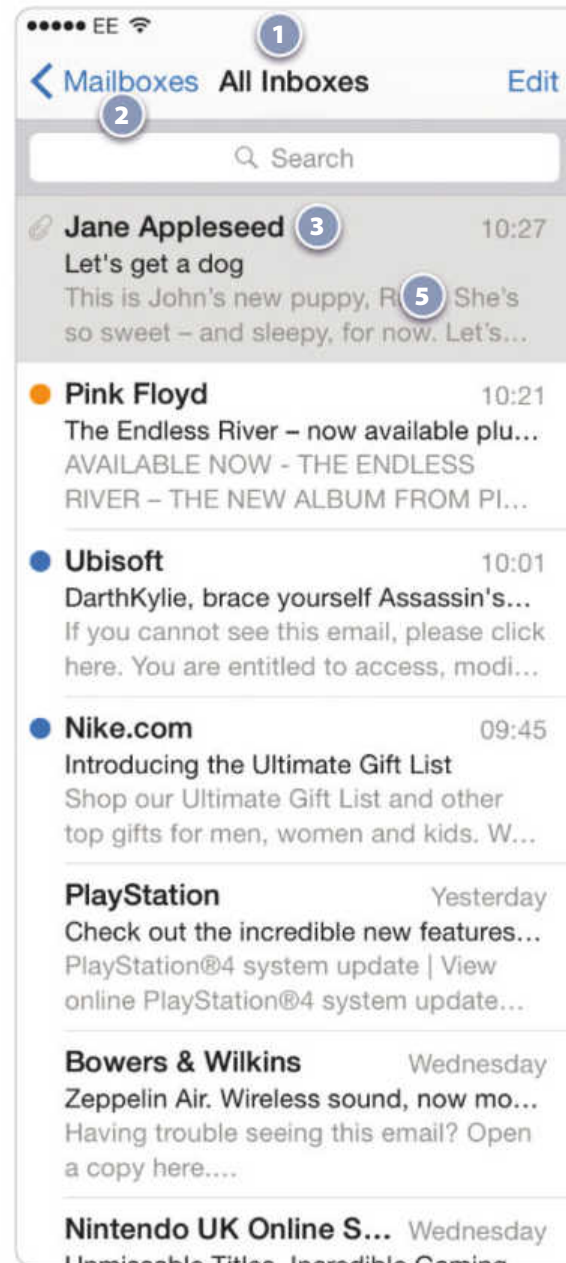 EE
1
Mailboxes All Inboxes Edit
2
Search
Jane Appleseed 3 10:27
Let's get a dog
This is John's new puppy, 5 She's
so sweet – and sleepy, for now. Let's...
Pink Floyd 10:21
The Endless River – now available plu...
AVAILABLE NOW - THE ENDLESS
RIVER – THE NEW ALBUM FROM PI...
Ubisoft 10:01
DarthKylie, brace yourself Assassin's...
If you cannot see this email, please click
here. You are entitled to access, modi...
Nike.com 09:45
Introducing the Ultimate Gift List
Shop our Ultimate Gift List and other
top gifts for men, women and kids. W...
PlayStation Yesterday
Check out the incredible new features...
PlayStation®4 system update | View
online PlayStation®4 system update...
Bowers & Wilkins Wednesday
Zeppelin Air. Wireless sound, now mo...
Having trouble seeing this email? Open
a copy here....
Nintendo UK Online S... Wednesday
Unmissable Titles, Incredible Gaming